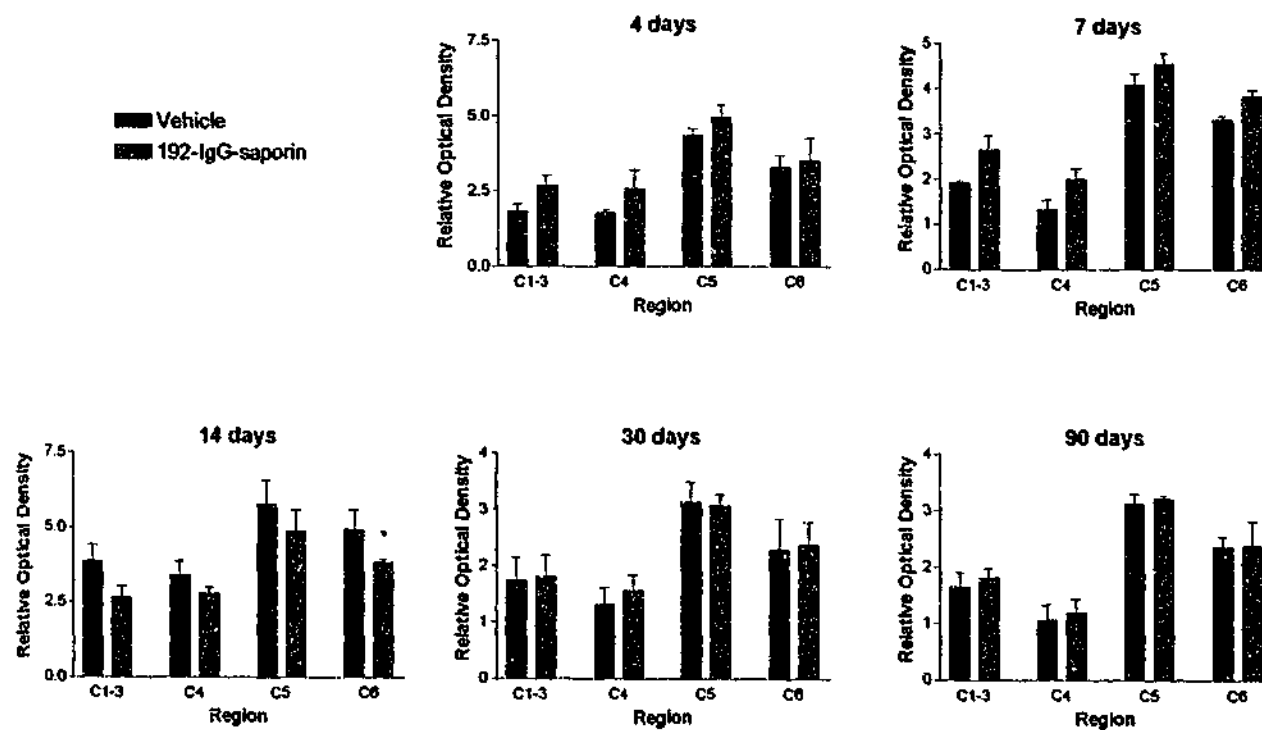 Vehicle
192-IgG-saporin
4 days
Relative Optical Density
7.5
5.0
2.5
0.0
C1-3 C4 C5 C6
Region
7 days
Relative Optical Density
5
4
3
2
1
0
C1-3 C4 C5 C6
Region
14 days
Relative Optical Density
7.5
5.0
2.5
0.0
*
C1-3 C4 C5 C6
Region
30 days
Relative Optical Density
4
3
2
1
0
C1-3 C4 C5 C6
Region
90 days
Relative Optical Density
4
3
2
1
0
C1-3 C4 C5 C6
Region